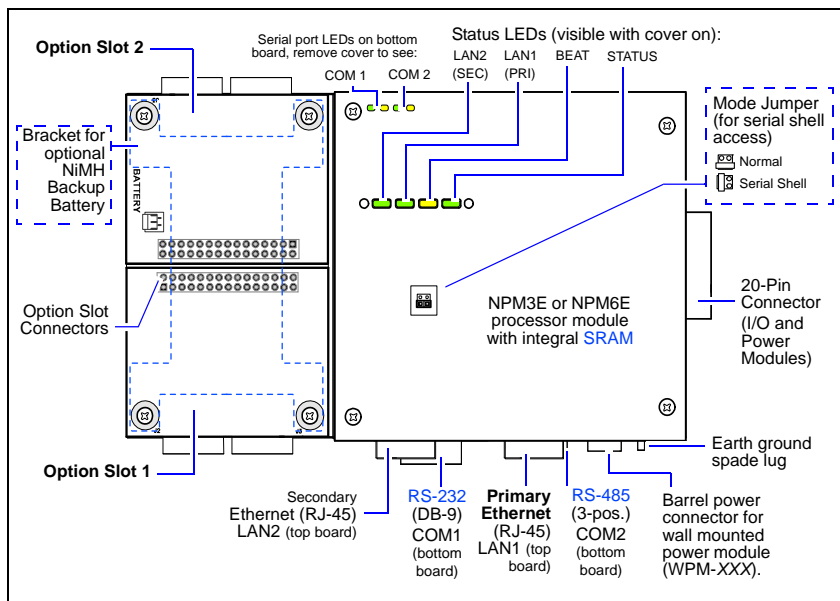 Option Slot 2
Serial port LEDs on bottom
board, remove cover to see:
COM 1
COM 2
Status LEDs (visible with cover on):
LAN2
(SEC)
LAN1
(PRI)
BEAT
STATUS
Mode Jumper
(for serial shell
access)
Normal
Serial Shell
Bracket for
optional
NiMH
Backup
Battery
BATTERY
Option Slot
Connectors
NPM3E or NPM6E
processor module
with integral SRAM
20-Pin
Connector
(I/O and
Power
Modules)
Option Slot 1
Earth ground
spade lug
Secondary
Ethernet (RJ-45)
LAN2 (top board)
RS-232
(DB-9)
COM1
(bottom
board)
Primary
Ethernet
(RJ-45)
LAN1 (top
board)
RS-485
(3-pos.)
COM2
(bottom
board)
Barrel power
connector for
wall mounted
power module
(WPM-XXX).